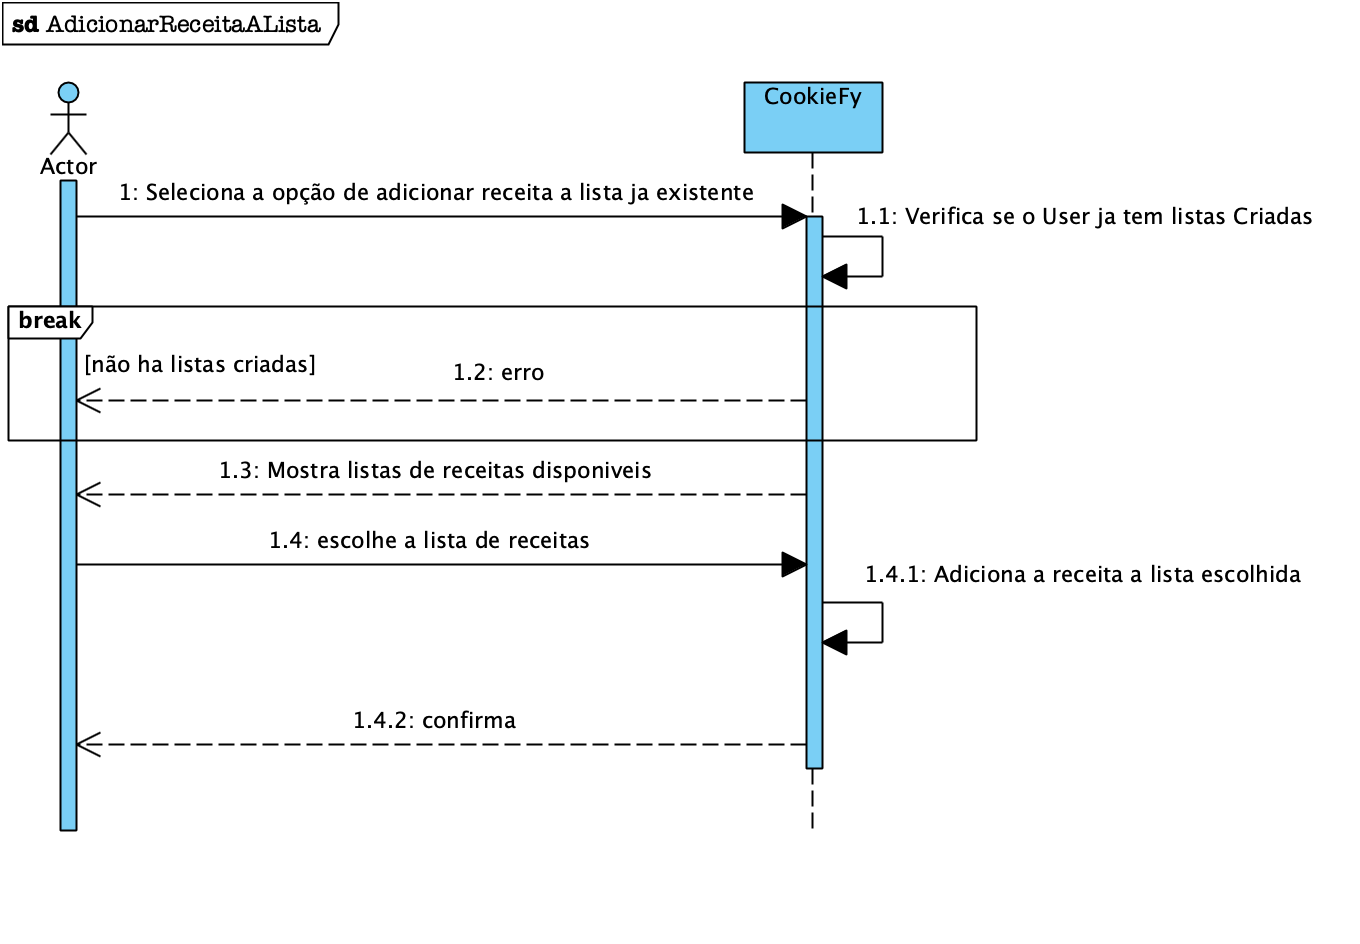 sd AdicionarReceitaALista
CookieFy
Actor
1: Seleciona a opção de adicionar receita a lista ja existente
1.1: Verifica se o User ja tem listas Criadas
break
[não ha listas criadas]
1.2: erro
1.3: Mostra listas de receitas disponiveis
1.4: escolhe a lista de receitas
1.4.1: Adiciona a receita a lista escolhida
1.4.2: confirma